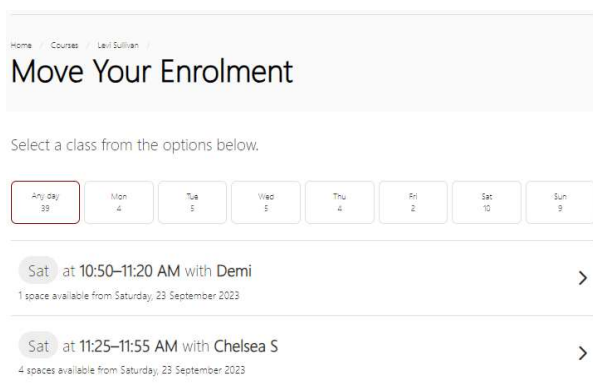 Home / Courses / Levi Sullivan /
Move Your Enrolment
Select a class from the options below.
Any day Mon Tue Wed Thu Fri Sat Sun
39 4 5 5 4 2 10 9
Sat at 10:50–11:20 AM with Demi
1 space available from Saturday, 23 September 2023
Sat at 11:25–11:55 AM with Chelsea S
4 spaces available from Saturday, 23 September 2023